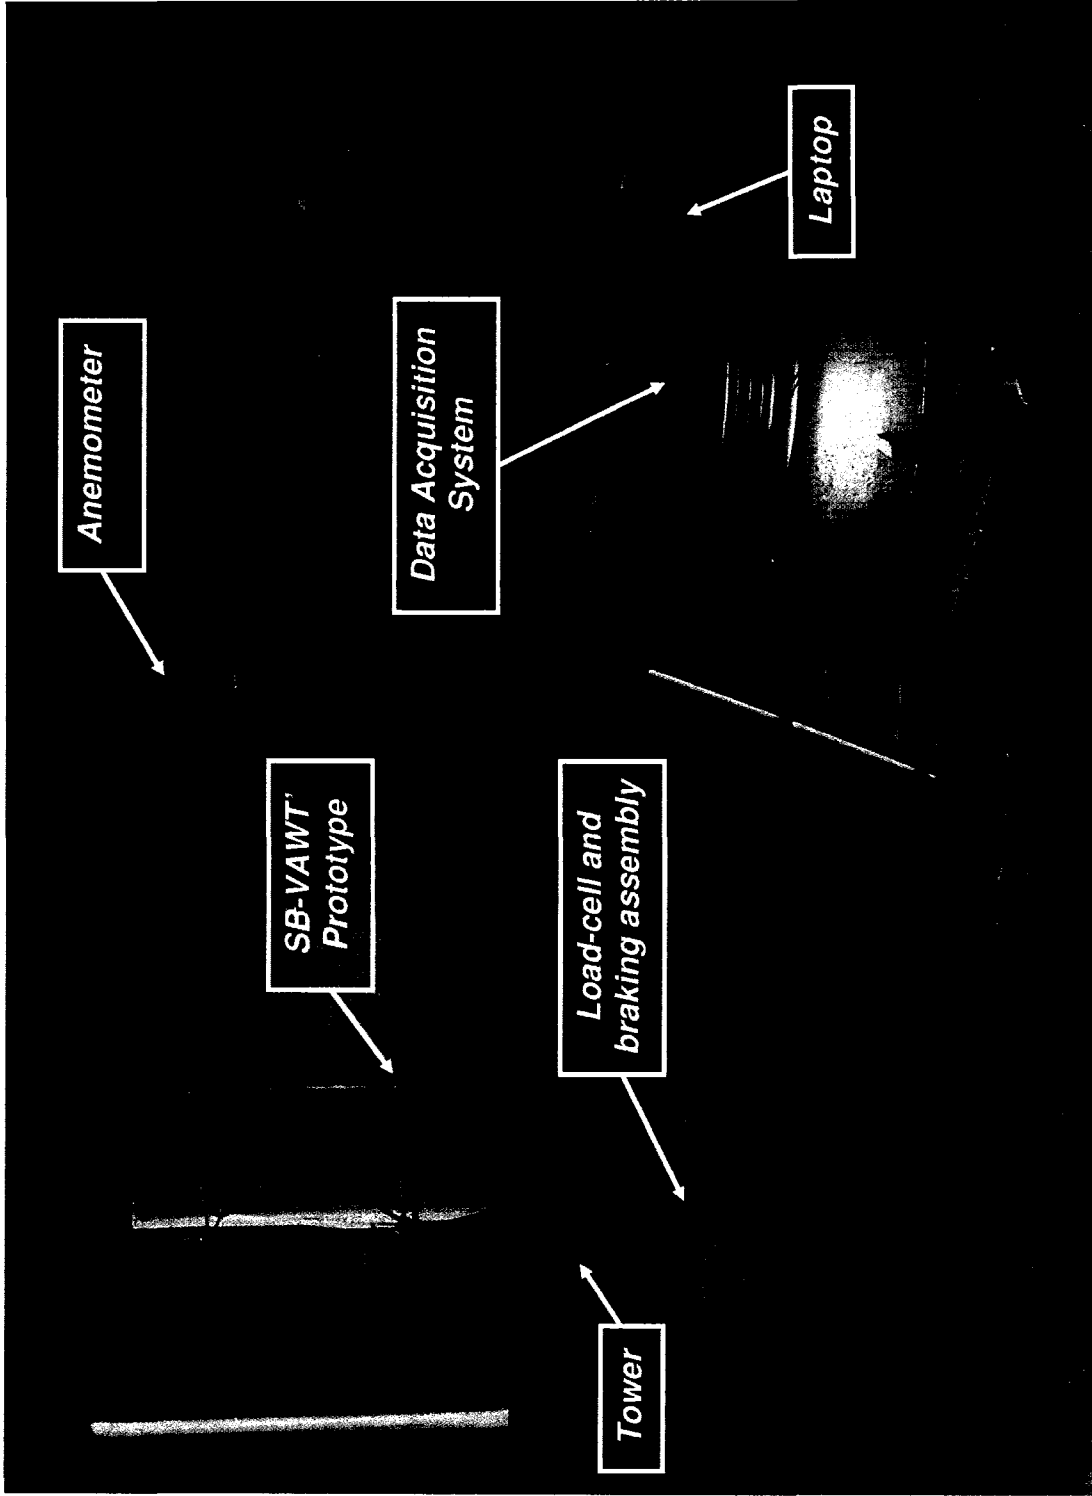 Anemometer
SB-VAWT'
Prototype
Data Acquisition
System
Load-cell and
braking assembly
Laptop
Tower